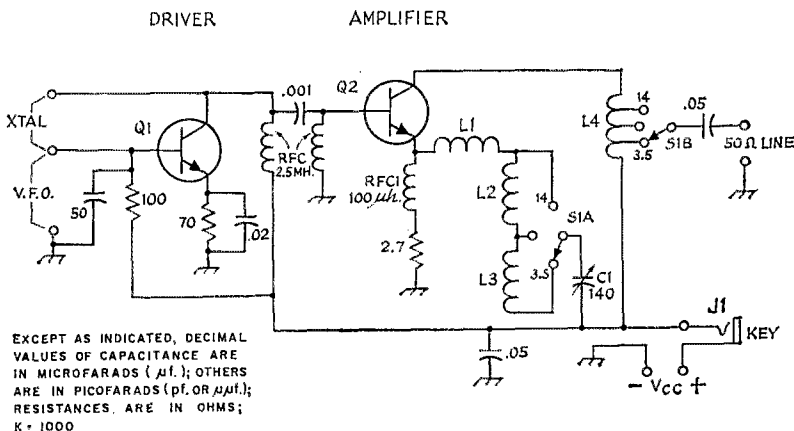 DRIVER
AMPLIFIER
XTAL
V.F.O.
Q1
50
100
70
.02
.001
RFC
2.5MH.
Q2
L1
RFC1
100μh.
2.7
L2
L3
14
S1A
3.5
C1
140
L4
14
3.5
S1B
.05
50Ω LINE
.05
J1
KEY
- Vcc +
EXCEPT AS INDICATED, DECIMAL
VALUES OF CAPACITANCE ARE
IN MICROFARADS (μf.); OTHERS
ARE IN PICOFARADS (pf. OR μμf.);
RESISTANCES ARE IN OHMS;
K= 1000